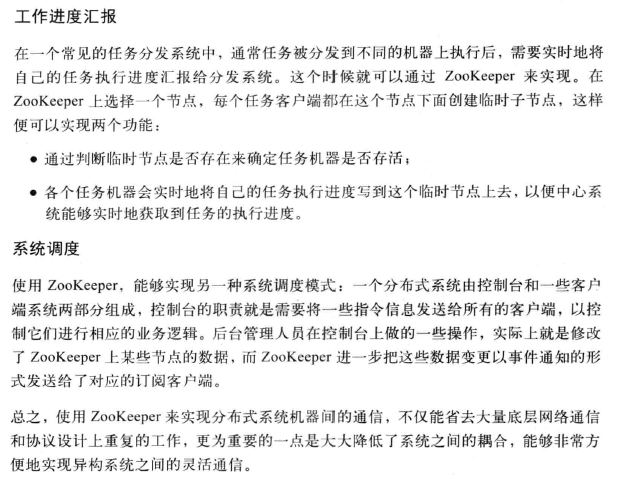 工作进度汇报
在一个常见的任务分发系统中，通常任务被分发到不同的机器上执行后，需要实时地将
自己的任务执行进度汇报给分发系统。这个时候就可以通过 ZooKeeper 来实现。在
ZooKeeper 上选择一个节点，每个任务客户端都在这个节点下面创建临时子节点，这样
便可以实现两个功能：
● 通过判断临时节点是否存在来确定任务机器是否存活；
● 各个任务机器会实时地将自己的任务执行进度写到这个临时节点上去，以便中心系
统能够实时地获取到任务的执行进度。
系统调度
使用 ZooKeeper，能够实现另一种系统调度模式：一个分布式系统由控制台和一些客户
端系统两部分组成，控制台的职责就是需要将一些指令信息发送给所有的客户端，以控
制它们进行相应的业务逻辑。后台管理人员在控制台上做的一些操作，实际上就是修改
了 ZooKeeper 上某些节点的数据，而 ZooKeeper 进一步把这些数据变更以事件通知的形
式发送给了对应的订阅客户端。
总之，使用 ZooKeeper 来实现分布式系统机器间的通信，不仅能省去大量底层网络通信
和协议设计上重复的工作，更为重要的一点是大大降低了系统之间的耦合，能够非常方
便地实现异构系统之间的灵活通信。